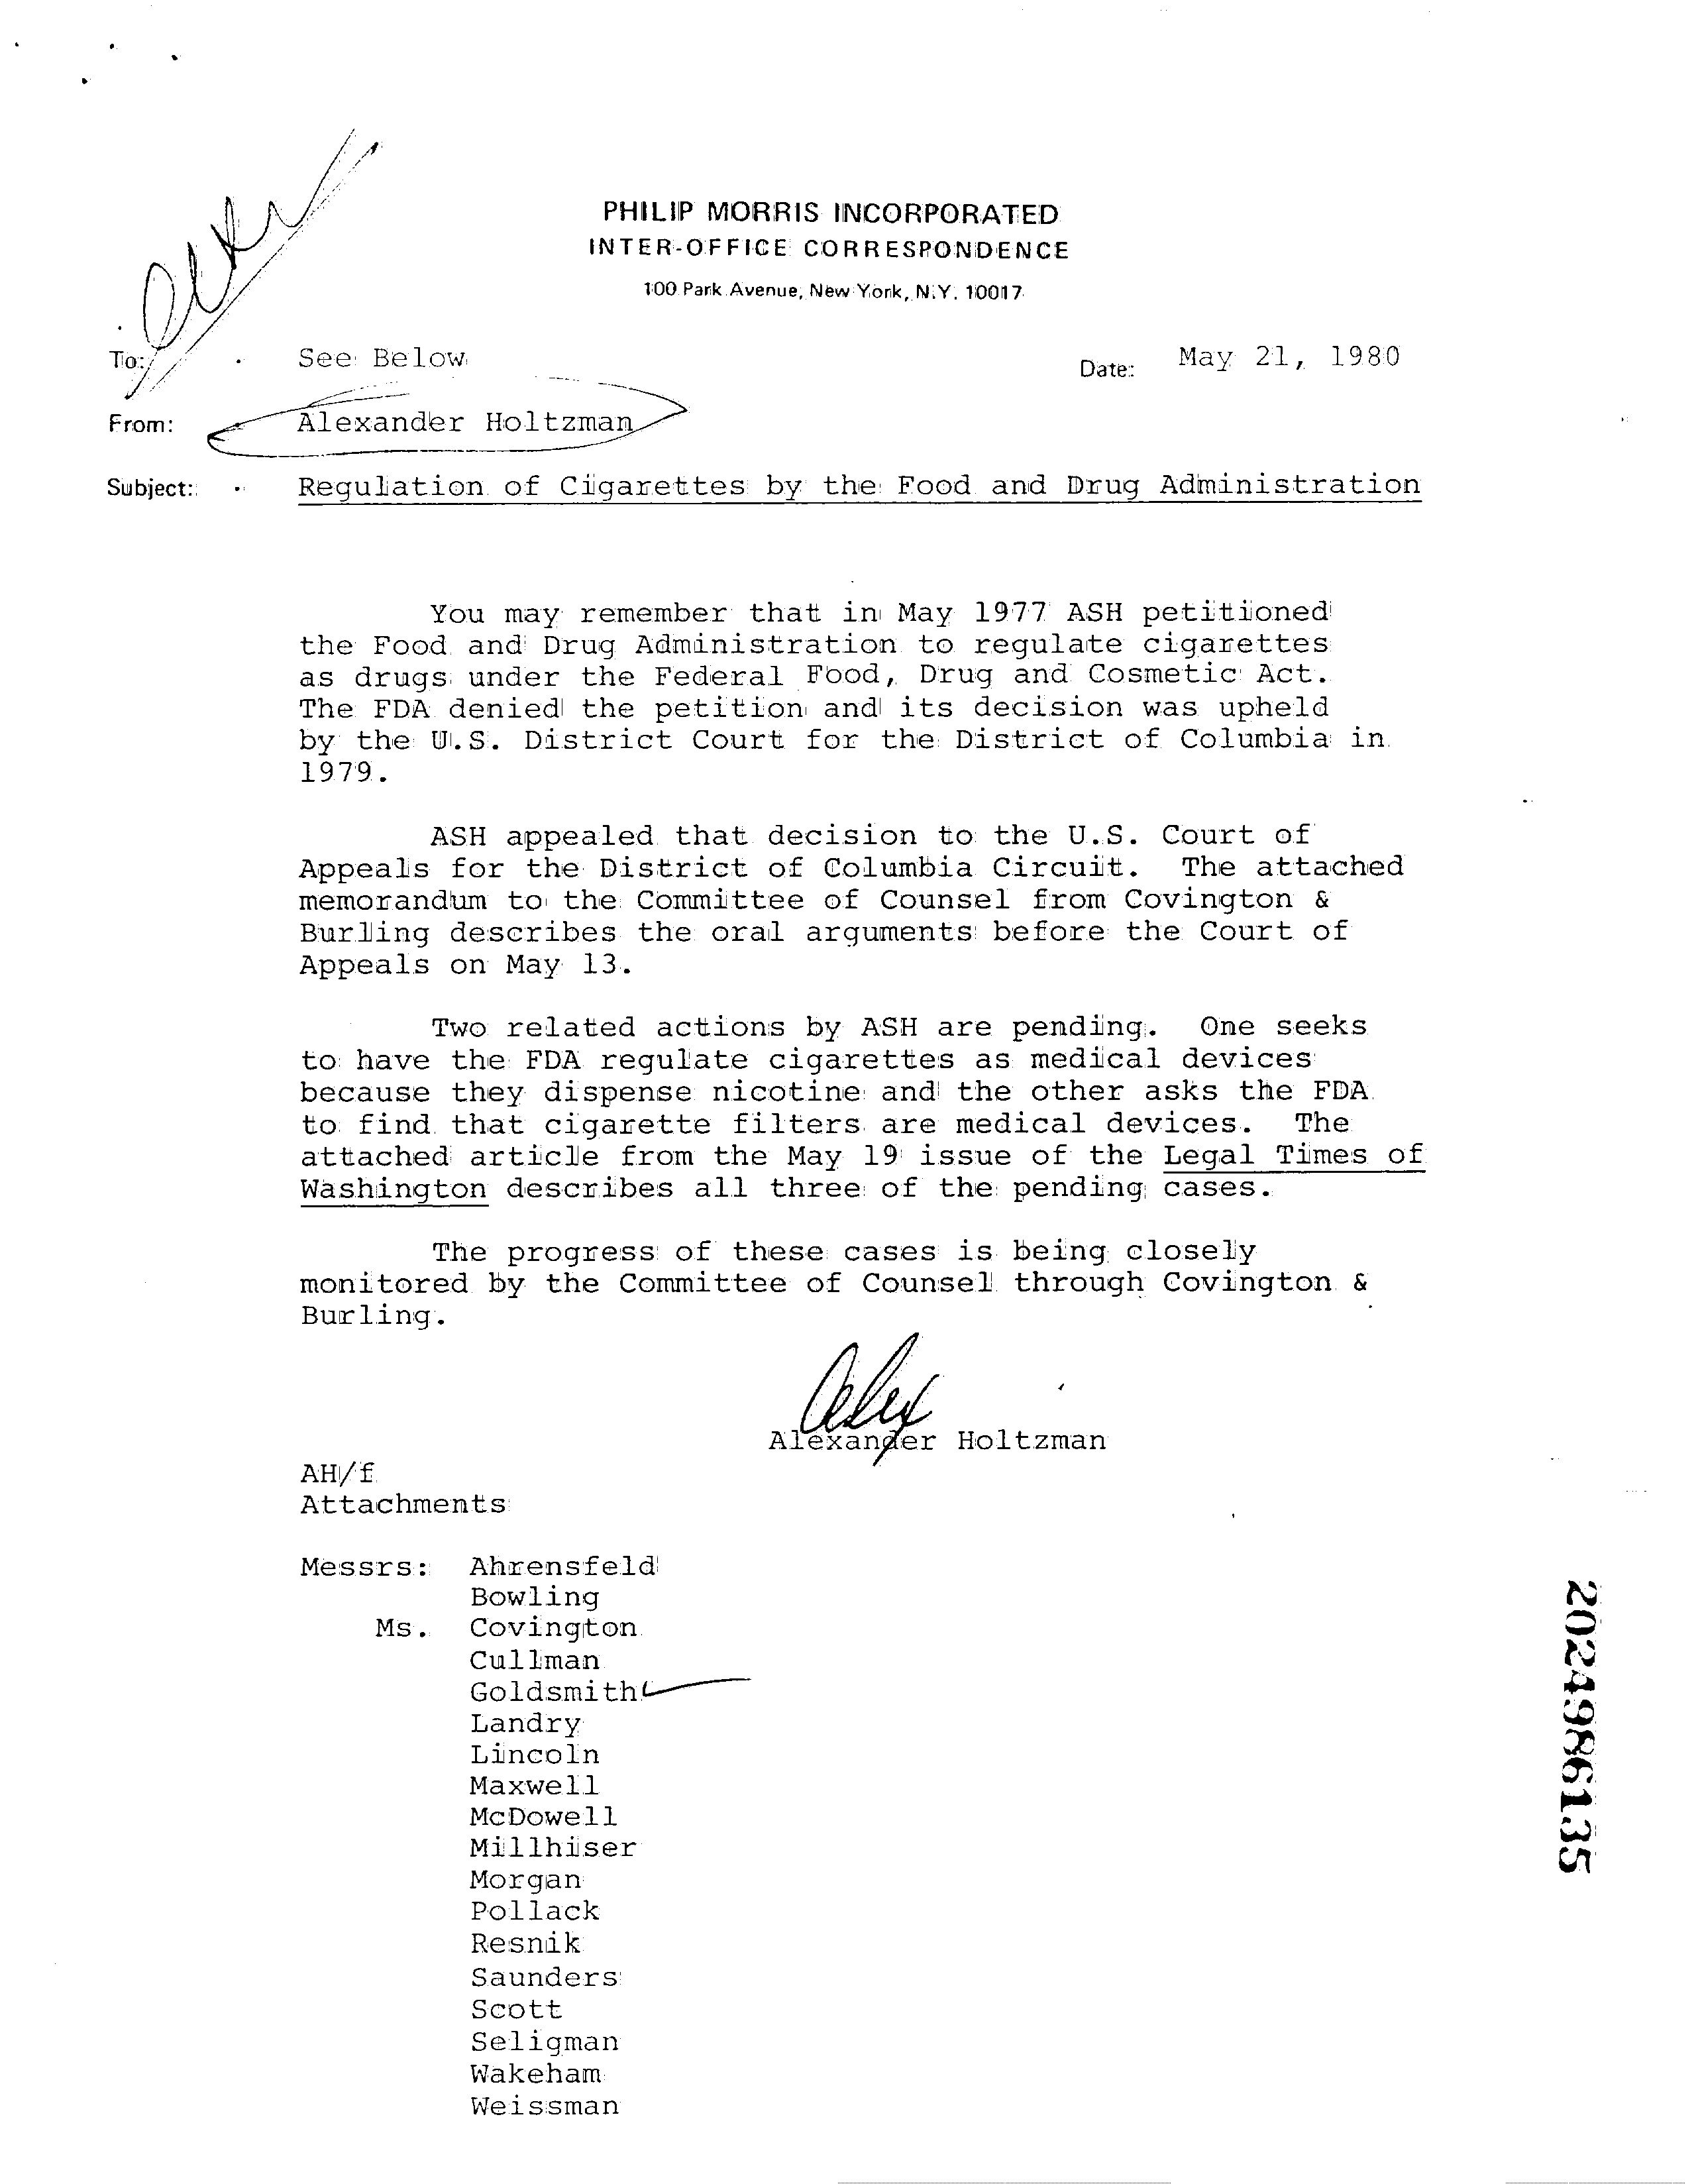 PHILIP MORRIS INCORPORATED
INTER-OFFICE CORRESPONDENCE
100 Park Avenue, New York, N.Y. 10017
To: See Below
Date: May 21, 1980
From: Alexander Holtzman
Subject: Regulation of Cigarettes by the Food and Drug Administration
You may remember that in May 1977 ASH petitioned
the Food and Drug Administration to regulate cigarettes
as drugs under the Federal Food, Drug and Cosmetic Act.
The FDA denied the petition and its decision was upheld
by the U.S. District Court for the District of Columbia in
1979.
ASH appealed that decision to the U.S. Court of
Appeals for the District of Columbia Circuit. The attached
memorandum to the Committee of Counsel from Covington &
Burling describes the oral arguments before the Court of
Appeals on May 13.
Two related actions by ASH are pending. One seeks
to have the FDA regulate cigarettes as medical devices
because they dispense nicotine and the other asks the FDA
to find that cigarette filters are medical devices. The
attached article from the May 19 issue of the Legal Times of
Washington describes all three of the pending cases.
The progress of these cases is being closely
monitored by the Committee of Counsel through Covington &
Burling.
Alex
Alexander Holtzman
AH/f
Attachments
Messrs: Ahrensfeld
Bowling
Ms. Covington
Cullman
Goldsmith
Landry
Lincoln
Maxwell
McDowell
Millhiser
Morgan
Pollack
Resnik
Saunders
Scott
Seligman
Wakeham
Weissman
2024986135